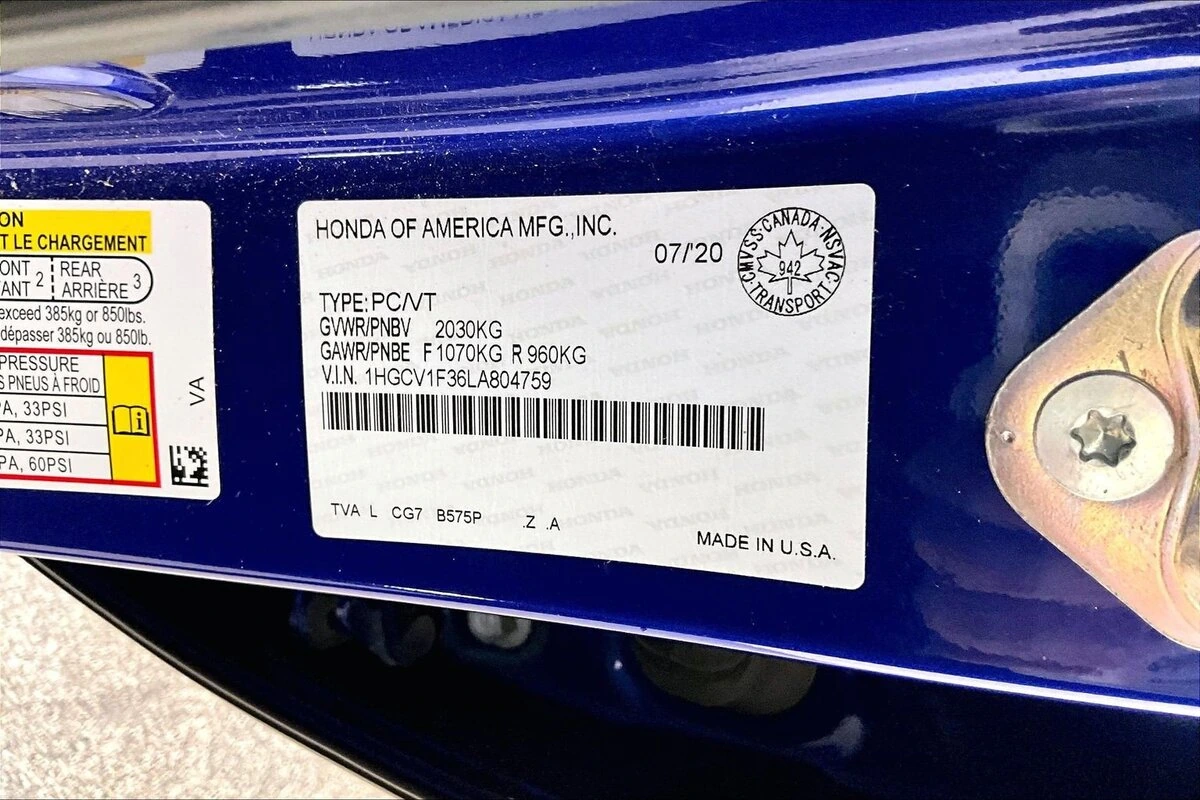 ON
T LE CHARGEMENT
ONT 2 REAR 3
ANT ARRIÈRE
exceed 385kg or 850lbs.
dépasser 385kg ou 850lb.
PRESSURE
S PNEUS À FROID
PA, 33PSI
PA, 33PSI
PA, 60PSI
VA
HONDA OF AMERICA MFG.,INC.
07/'20
CMVSS·CANADA·NSVAC·TRANSPORT·
942
TYPE:PC/VT
GVWR/PNBV 2030KG
GAWR/PNBE F1070KG R 960KG
V.I.N. 1HGCV1F36LA804759
TVA L CG7 B575P .Z .A
MADE IN U.S.A.